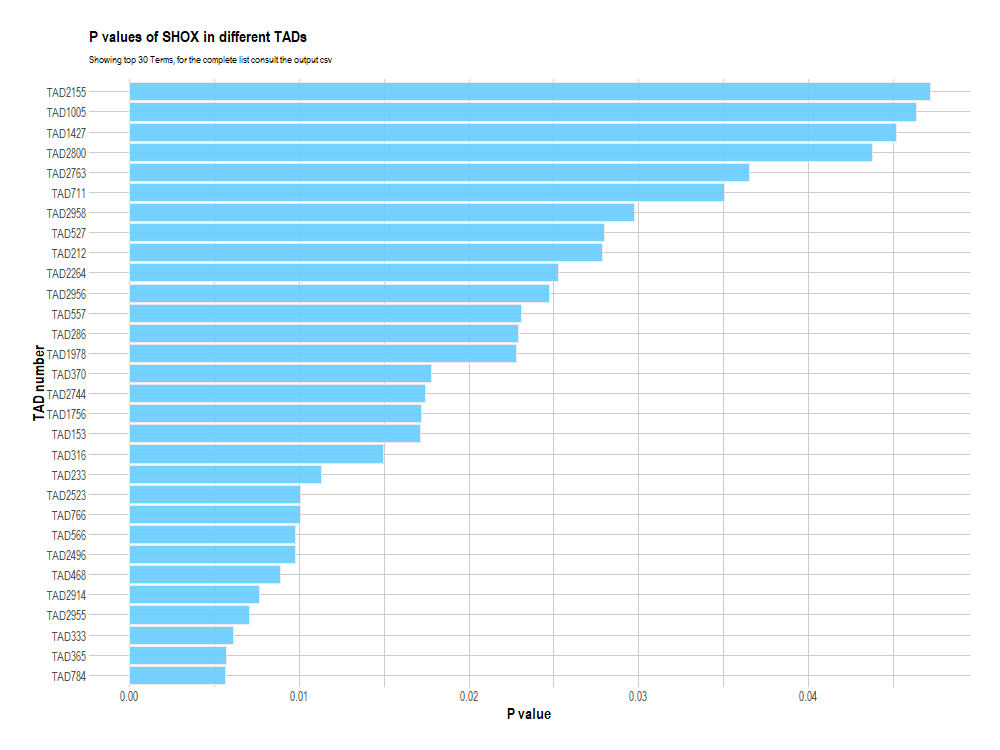 P values of SHOX in different TADs
Showing top 30 Terms, for the complete list consult the output csv
TAD2155
TAD1005
TAD1427
TAD2800
TAD2763
TAD711
TAD2958
TAD527
TAD212
TAD2264
TAD2956
TAD557
TAD286
TAD1978
TAD370
TAD2744
TAD1756
TAD153
TAD316
TAD233
TAD2523
TAD766
TAD566
TAD2496
TAD468
TAD2914
TAD2955
TAD333
TAD365
TAD784
TAD number
0.00 0.01 0.02 0.03 0.04
P value